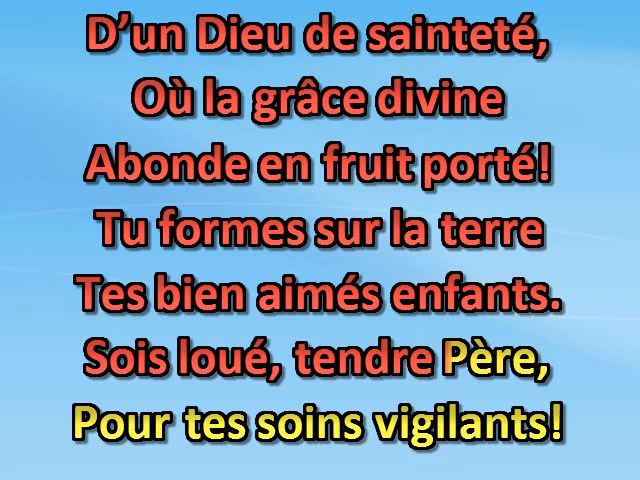 D’un Dieu de sainteté,
Où la grâce divine
Abonde en fruit porté!
Tu formes sur la terre
Tes bien aimés enfants.
Sois loué, tendre Père,
Pour tes soins vigilants!